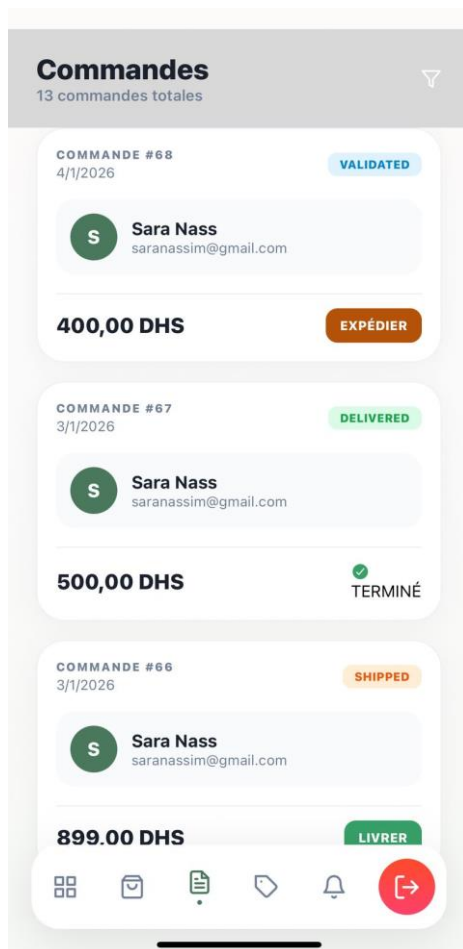 Commandes
13 commandes totales
COMMANDE #68
4/1/2026
VALIDATED
S
Sara Nass
saranassim@gmail.com
400,00 DHS
EXPÉDIER
COMMANDE #67
3/1/2026
DELIVERED
S
Sara Nass
saranassim@gmail.com
500,00 DHS
TERMINÉ
COMMANDE #66
3/1/2026
SHIPPED
S
Sara Nass
saranassim@gmail.com
899,00 DHS
LIVRER